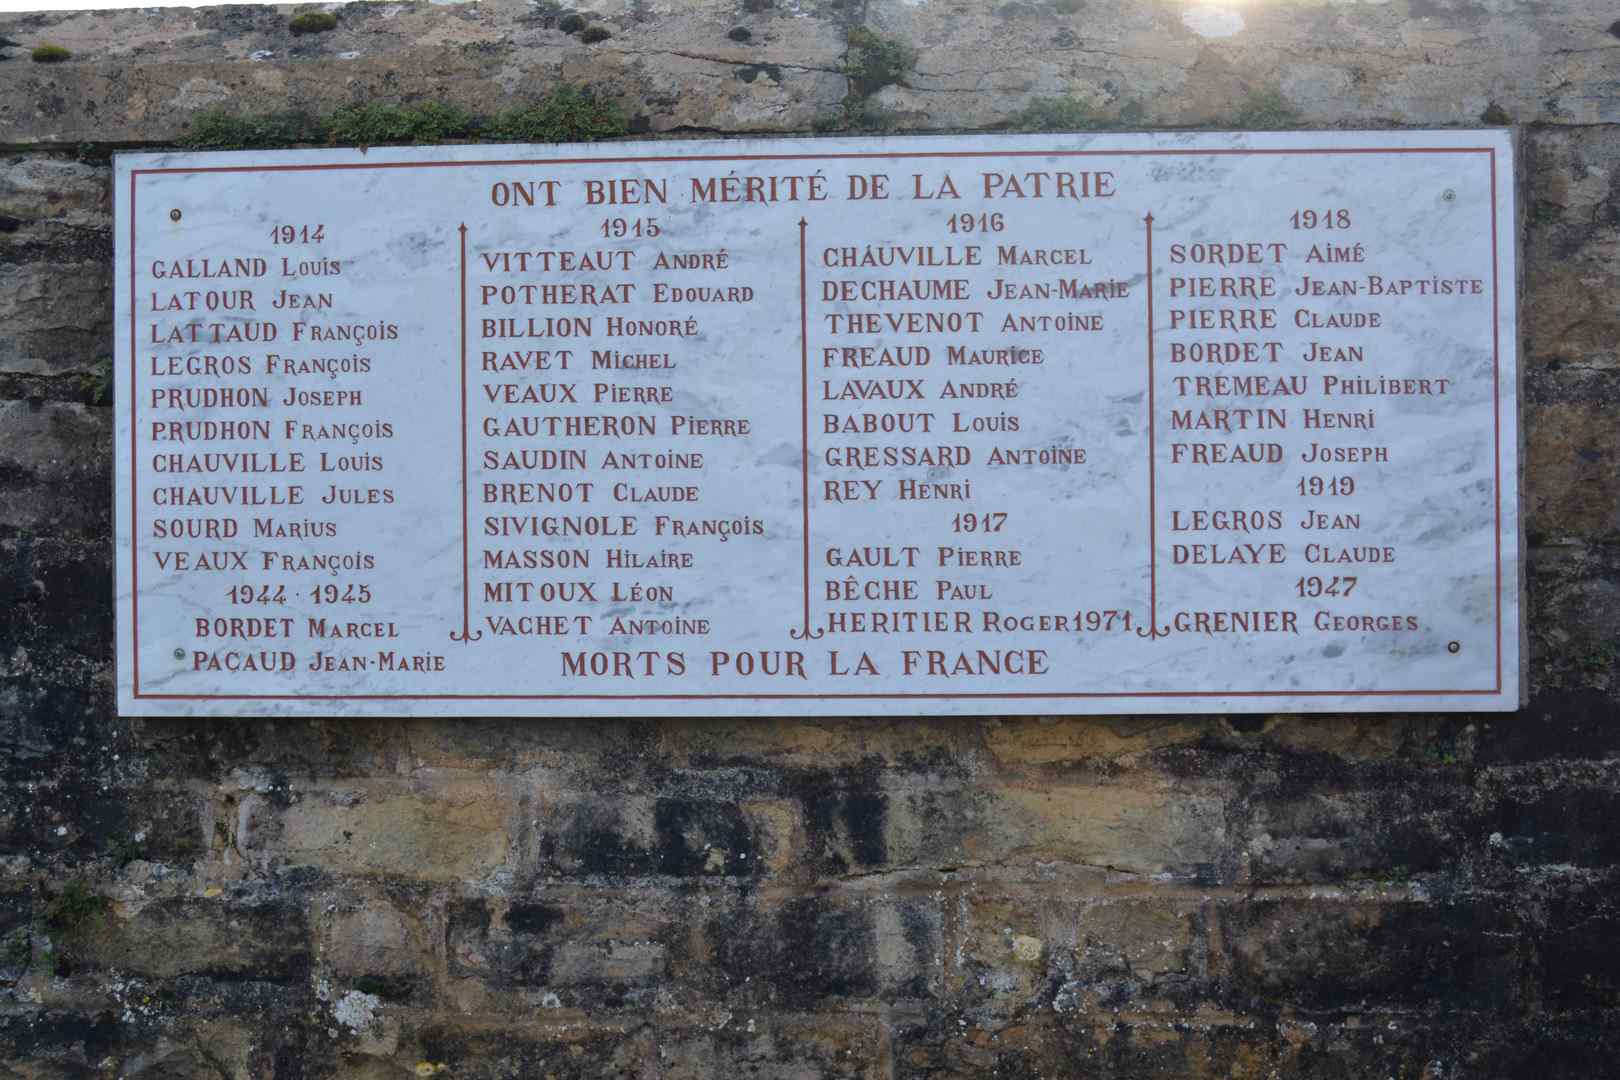 ONT BIEN MÉRITÉ DE LA PATRIE
1914
GALLAND Louis
LATOUR JEAN
LATTAUD FRANÇOIS
LEGROS FRANÇOIS
PRUDHON JOSEPH
PRUDHON FRANÇOIS
CHAUVILLE LOUIS
CHAUVILLE JULES
SOURD MARIUS
VEAUX FRANÇOIS
1944 · 1945
BORDET MARCEL
PACAUD JEAN-MARIE
1915
VITTEAUT ANDRÉ
POTHERAT EDOUARD
BILLION HONORÉ
RAVET MICHEL
VEAUX PIERRE
GAUTHERON PIERRE
SAUDIN ANTOINE
BRENOT CLAUDE
SIVIGNOLE FRANÇOIS
MASSON HILAIRE
MITOUX LÉON
VACHET ANTOINE
1916
CHAUVILLE MARCEL
DECHAUME JEAN-MARIE
THEVENOT ANTOINE
FREAUD MAURICE
LAVAUX ANDRÉ
BABOUT LOUIS
GRESSARD ANTOINE
REY HENRI
1917
GAULT PIERRE
BÊCHE PAUL
HERITIER ROGER 1971
1918
SORDET AIMÉ
PIERRE JEAN-BAPTISTE
PIERRE CLAUDE
BORDET JEAN
TREMEAU PHILIBERT
MARTIN HENRI
FREAUD JOSEPH
1919
LEGROS JEAN
DELAYE CLAUDE
1947
GRENIER GEORGES
MORTS POUR LA FRANCE